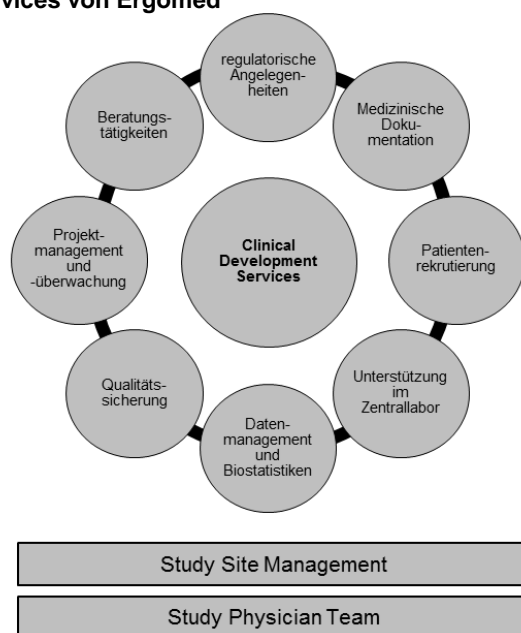 vices von Ergomed
regulatorische
Angelegen-
heiten
Medizinische
Doku-
mentation
Patienten-
rekrutierung
Unterstützung
im
Zentrallabor
Daten-
management
und
Biostatistiken
Qualitäts-
sicherung
Projekt-
management
und
-überwachung
Beratungs-
tätigkeiten
Clinical
Development
Services
Study Site Management
Study Physician Team